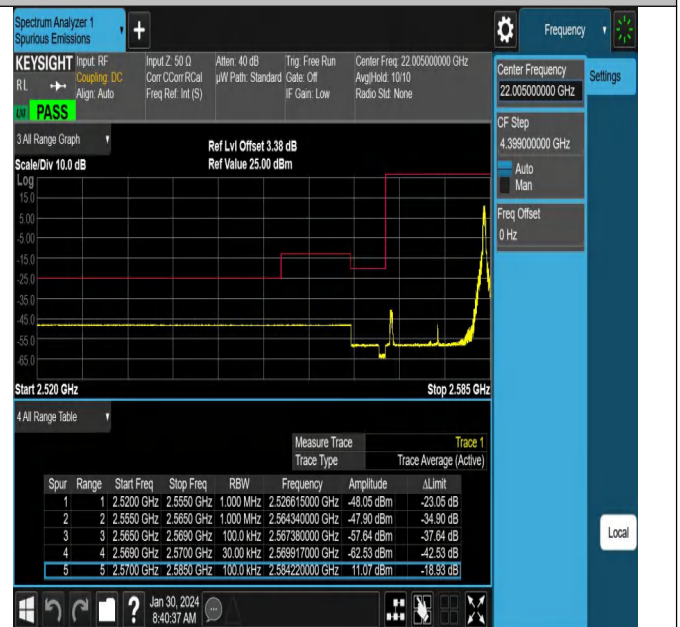 Spectrum Analyzer 1
Spurious Emissions
Frequency
KEYSIGHT Input: RF Input Z: 50 Ω Atten: 40 dB Trig: Free Run Center Freq: 22.005000000 GHz
RL Coupling: DC Corr CCorr RCal µW Path: Standard Gate: Off Avg|Hold: 10/10
Align: Auto Freq Ref: Int (S) IF Gain: Low Radio Std: None
PASS
Center Frequency
22.005000000 GHz
Settings
CF Step
4.399000000 GHz
Auto
Man
Freq Offset
0 Hz
3 All Range Graph
Ref Lvl Offset 3.38 dB
Scale/Div 10.0 dB Ref Value 25.00 dBm
Log
15.0
5.00
-5.00
-15.0
-25.0
-35.0
-45.0
-55.0
-65.0
Start 2.520 GHz Stop 2.585 GHz
4 All Range Table
Measure Trace Trace 1
Trace Type Trace Average (Active)
Spur Range Start Freq Stop Freq RBW Frequency Amplitude ΔLimit
1 1 2.5200 GHz 2.5550 GHz 1.000 MHz 2.526615000 GHz -48.05 dBm -23.05 dB
2 2 2.5550 GHz 2.5650 GHz 1.000 MHz 2.564340000 GHz -47.90 dBm -34.90 dB
3 3 2.5650 GHz 2.5690 GHz 100.0 kHz 2.567380000 GHz -57.64 dBm -37.64 dB
4 4 2.5690 GHz 2.5700 GHz 30.00 kHz 2.569917000 GHz -62.53 dBm -42.53 dB
5 5 2.5700 GHz 2.5850 GHz 100.0 kHz 2.584220000 GHz 11.07 dBm -18.93 dB
Local
Jan 30, 2024
8:40:37 AM